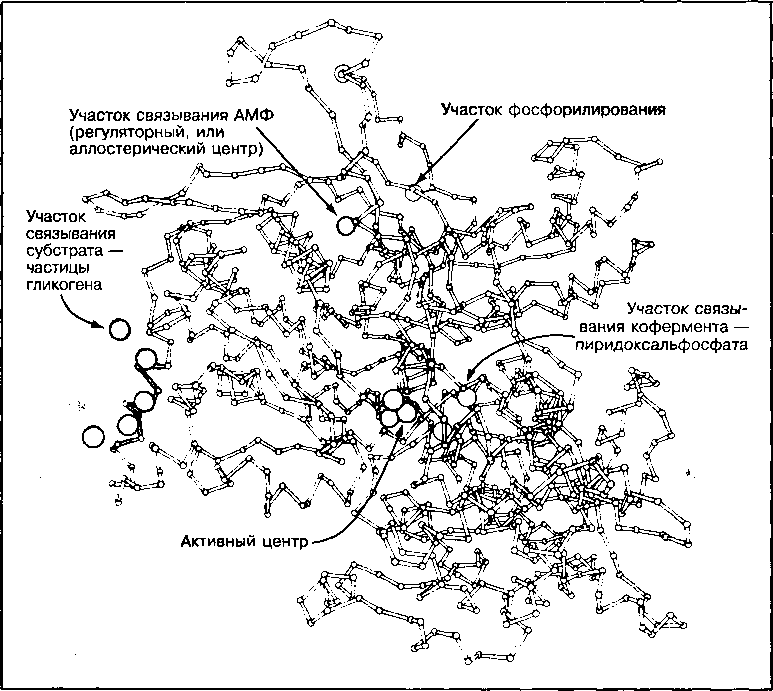 Участок связывания АМФ
(регуляторный, или
аллостерический центр)
Участок фосфорилирования
Участок
связывания
субстрата —
частицы
гликогена
Участок связы-
вания кофермента —
пиридоксальфосфата
Активный центр